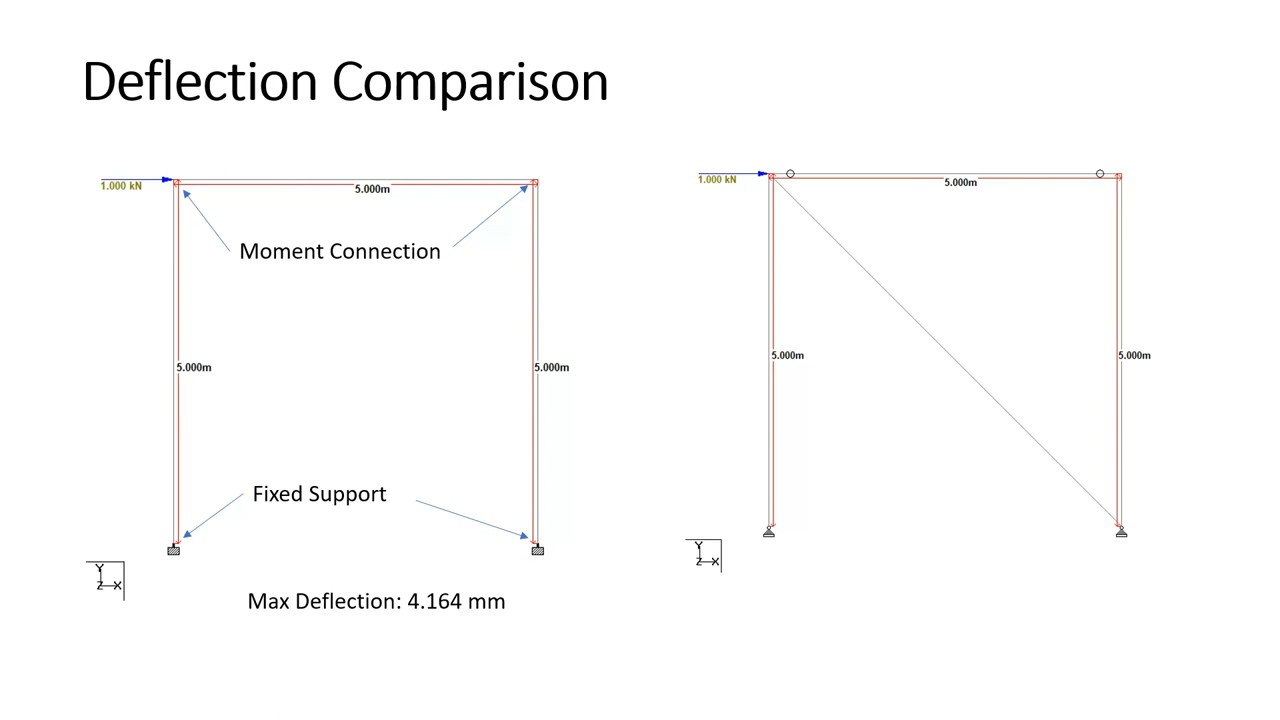 Deflection Comparison
1.000 kN
5.000m
Moment Connection
5.000m
5.000m
Fixed Support
Y
Z
X
Max Deflection: 4.164 mm
1.000 kN
5.000m
5.000m
5.000m
Y
Z
X